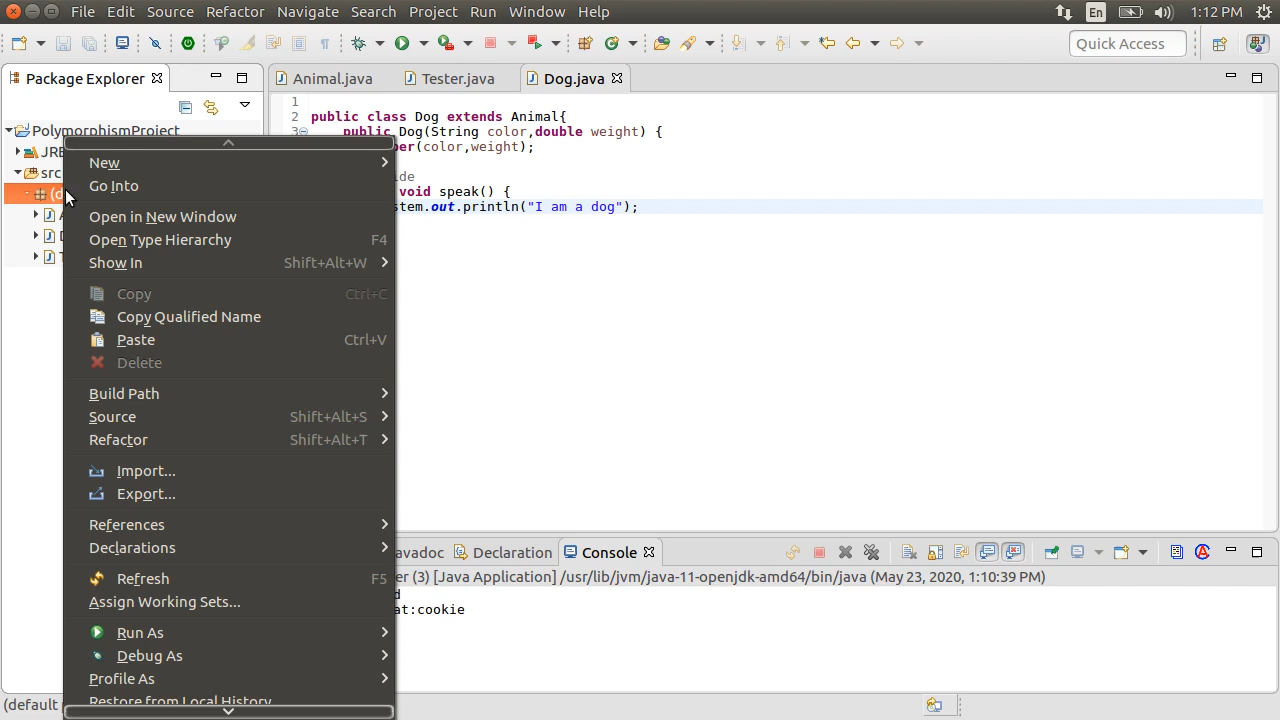 File Edit Source Refactor Navigate Search Project Run Window Help En 1:12 PM
Quick Access
Package Explorer Animal.java Tester.java Dog.java
1
2 public class Dog extends Animal{
PolymorphismProject 3 public Dog(String color,double weight) {
JRE per(color,weight);
src New ide
Go Into void speak() {
(d stem.out.println("I am a dog");
Open in New Window
Open Type Hierarchy F4
Show In Shift+Alt+W
Copy Ctrl+C
Copy Qualified Name
Paste Ctrl+V
Delete
Build Path
Source Shift+Alt+S
Refactor Shift+Alt+T
Import...
Export...
References
Declarations avadoc Declaration Console
Refresh F5 er (3) [Java Application] /usr/lib/jvm/java-11-openjdk-amd64/bin/java (May 23, 2020, 1:10:39 PM)
Assign Working Sets... d
at:cookie
Run As
Debug As
Profile As
Restore from Local History
(default